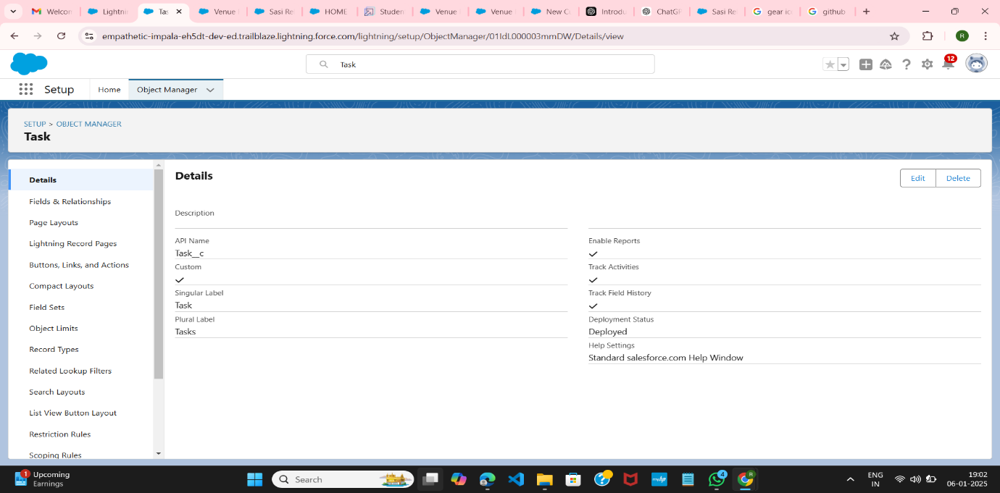 Welcom
Lightnin
Tas
Venue
Sasi Re
HOME
Studen
Venue
Venue
New C
Introdu
ChatGP
Sasi Re
gear ic
github
empathetic-impala-eh5dt-dev-ed.trailblaze.lightning.force.com/lightning/setup/ObjectManager/01IdL000003mmDW/Details/view
R
Task
12
Setup
Home
Object Manager
SETUP > OBJECT MANAGER
Task
Details
Fields & Relationships
Page Layouts
Lightning Record Pages
Buttons, Links, and Actions
Compact Layouts
Field Sets
Object Limits
Record Types
Related Lookup Filters
Search Layouts
List View Button Layout
Restriction Rules
Scoping Rules
Details
Edit
Delete
Description
API Name
Task__c
Custom
Singular Label
Task
Plural Label
Tasks
Enable Reports
Track Activities
Track Field History
Deployment Status
Deployed
Help Settings
Standard salesforce.com Help Window
1
Upcoming
Earnings
Search
myhp
4
R
ENG
IN
19:02
06-01-2025